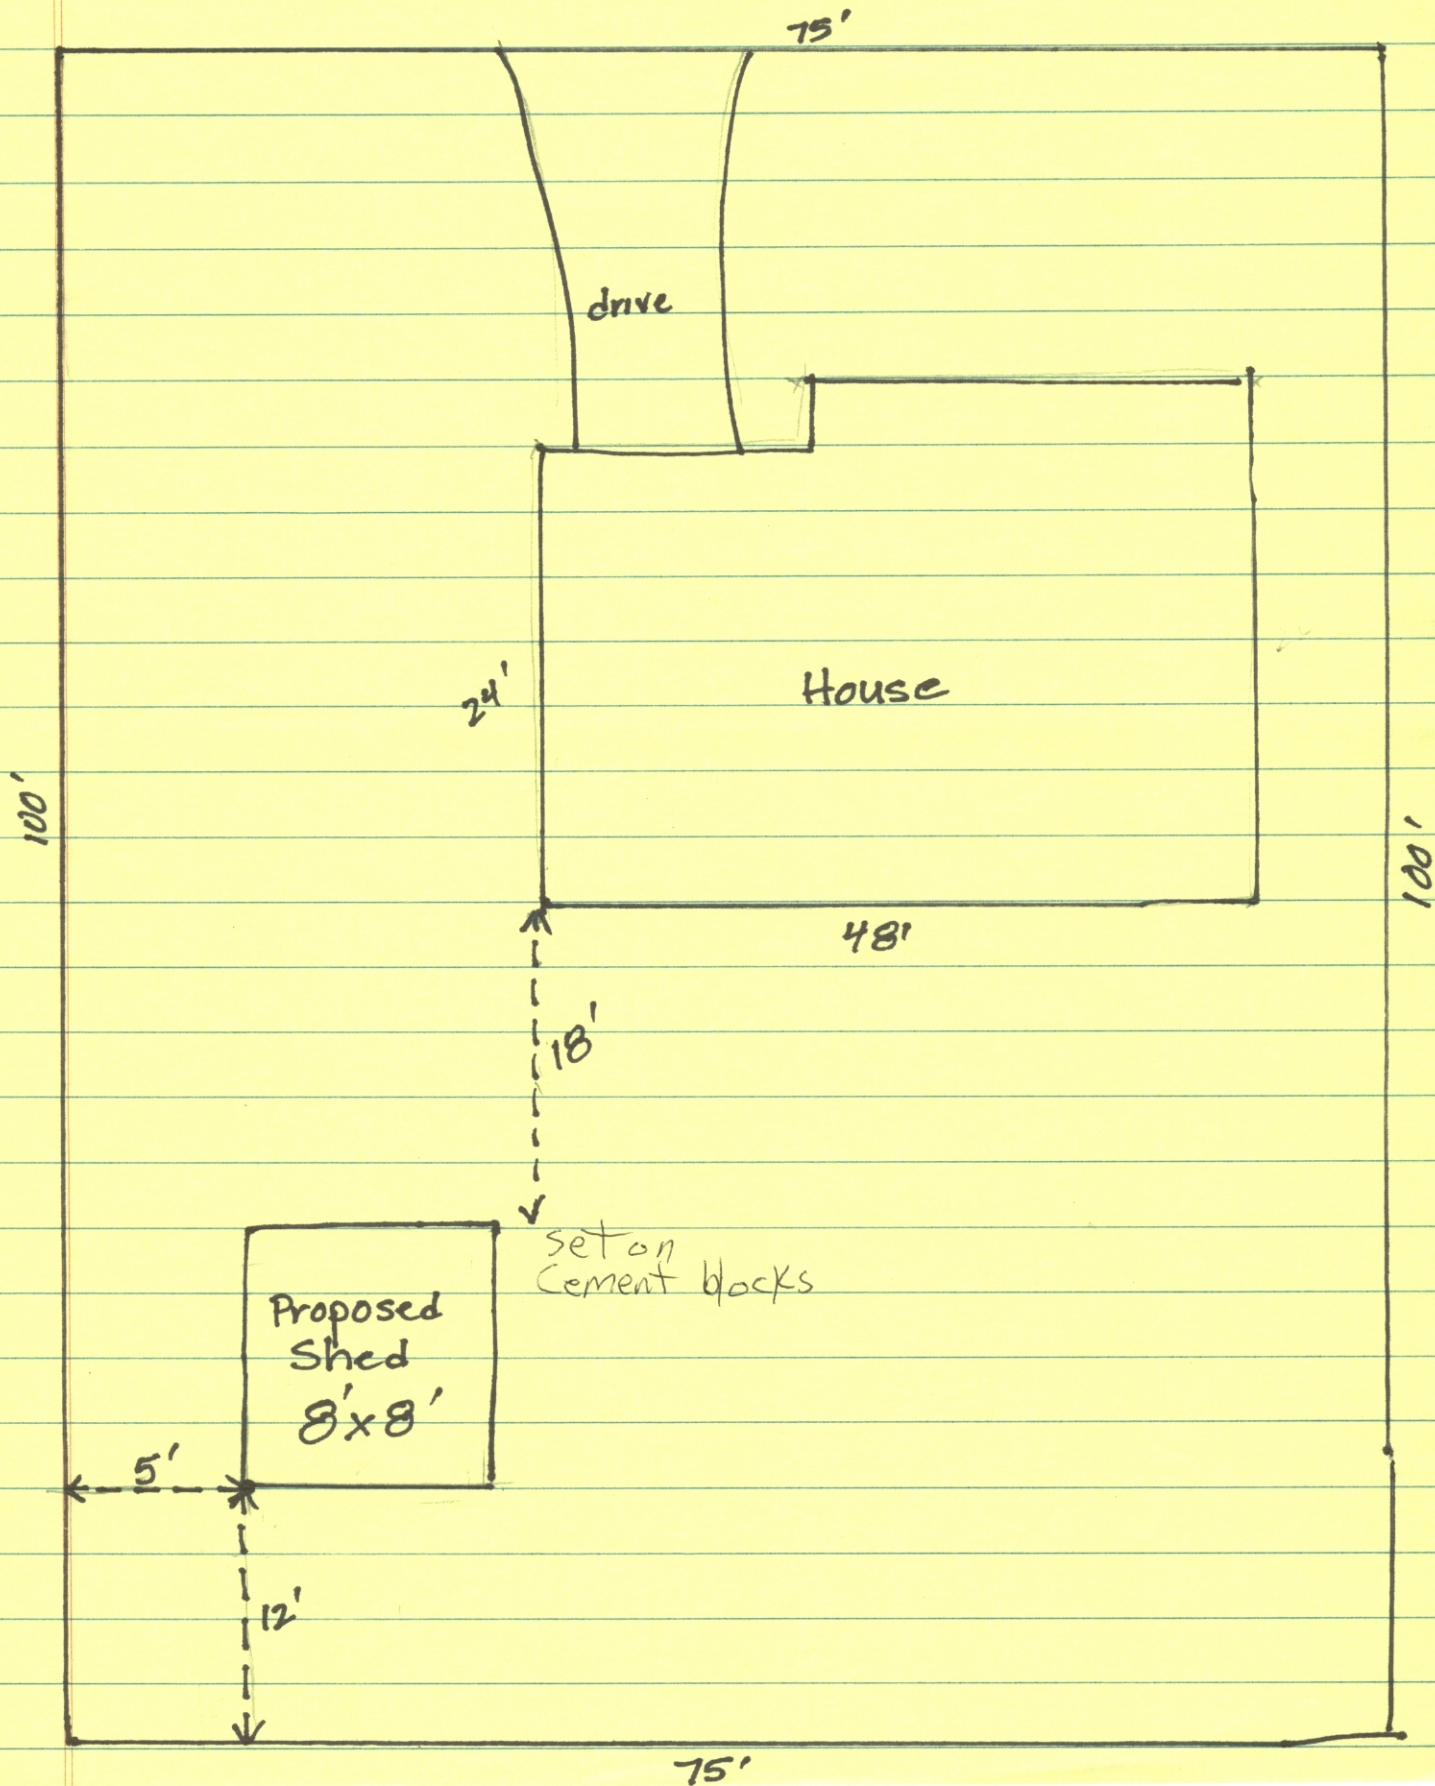 75'
drive
24'
House
100'
100'
48'
18'
set on
Cement blocks
Proposed
Shed
8'x8'
5'
12'
75'